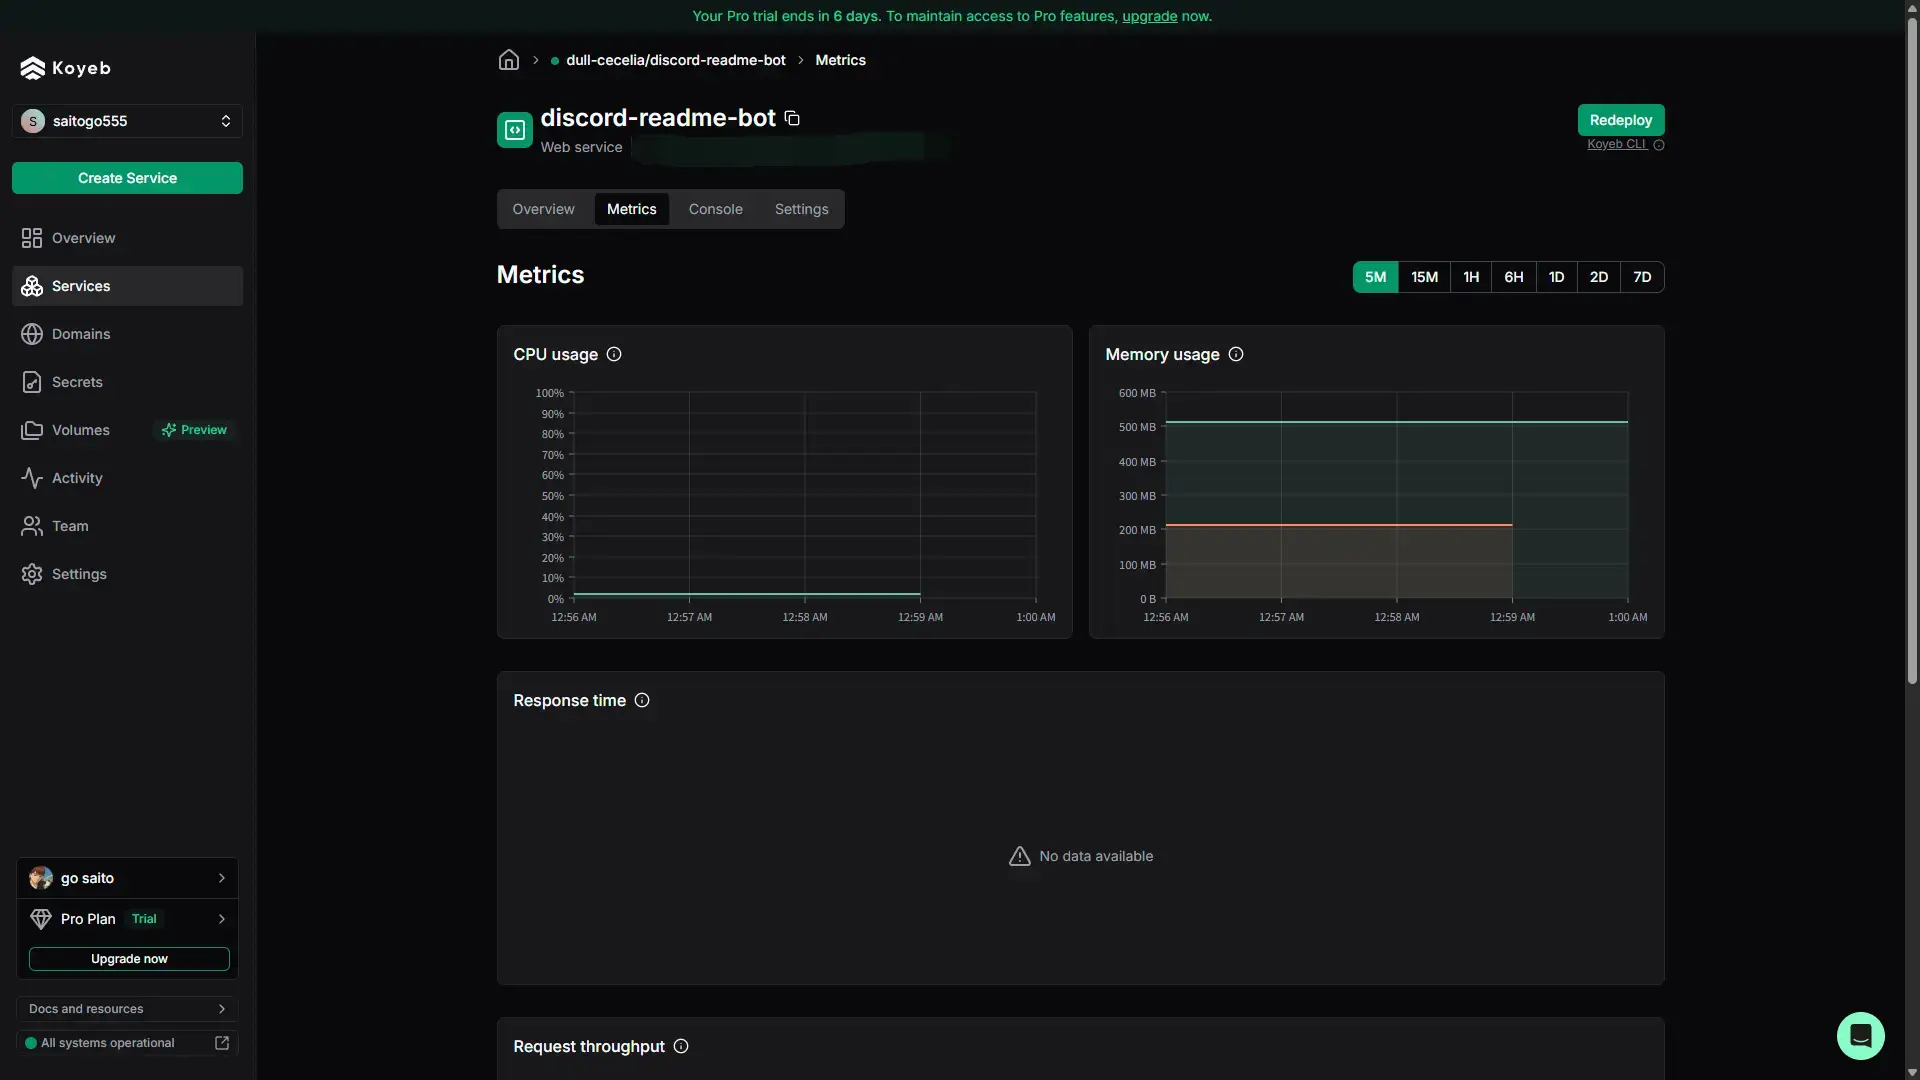 Your Pro trial ends in 6 days. To maintain access to Pro features, upgrade now.
Koyeb
S saitogo555
Create Service
Overview
Services
Domains
Secrets
Volumes Preview
Activity
Team
Settings
go saito
Pro Plan Trial
Upgrade now
Docs and resources
All systems operational
dull-cecelia/discord-readme-bot Metrics
discord-readme-bot
Web service
Redeploy
Koyeb CLI
Overview Metrics Console Settings
Metrics
5M 15M 1H 6H 1D 2D 7D
CPU usage
100%
90%
80%
70%
60%
50%
40%
30%
20%
10%
0%
12:56 AM 12:57 AM 12:58 AM 12:59 AM 1:00 AM
Memory usage
600 MB
500 MB
400 MB
300 MB
200 MB
100 MB
0 B
12:56 AM 12:57 AM 12:58 AM 12:59 AM 1:00 AM
Response time
No data available
Request throughput